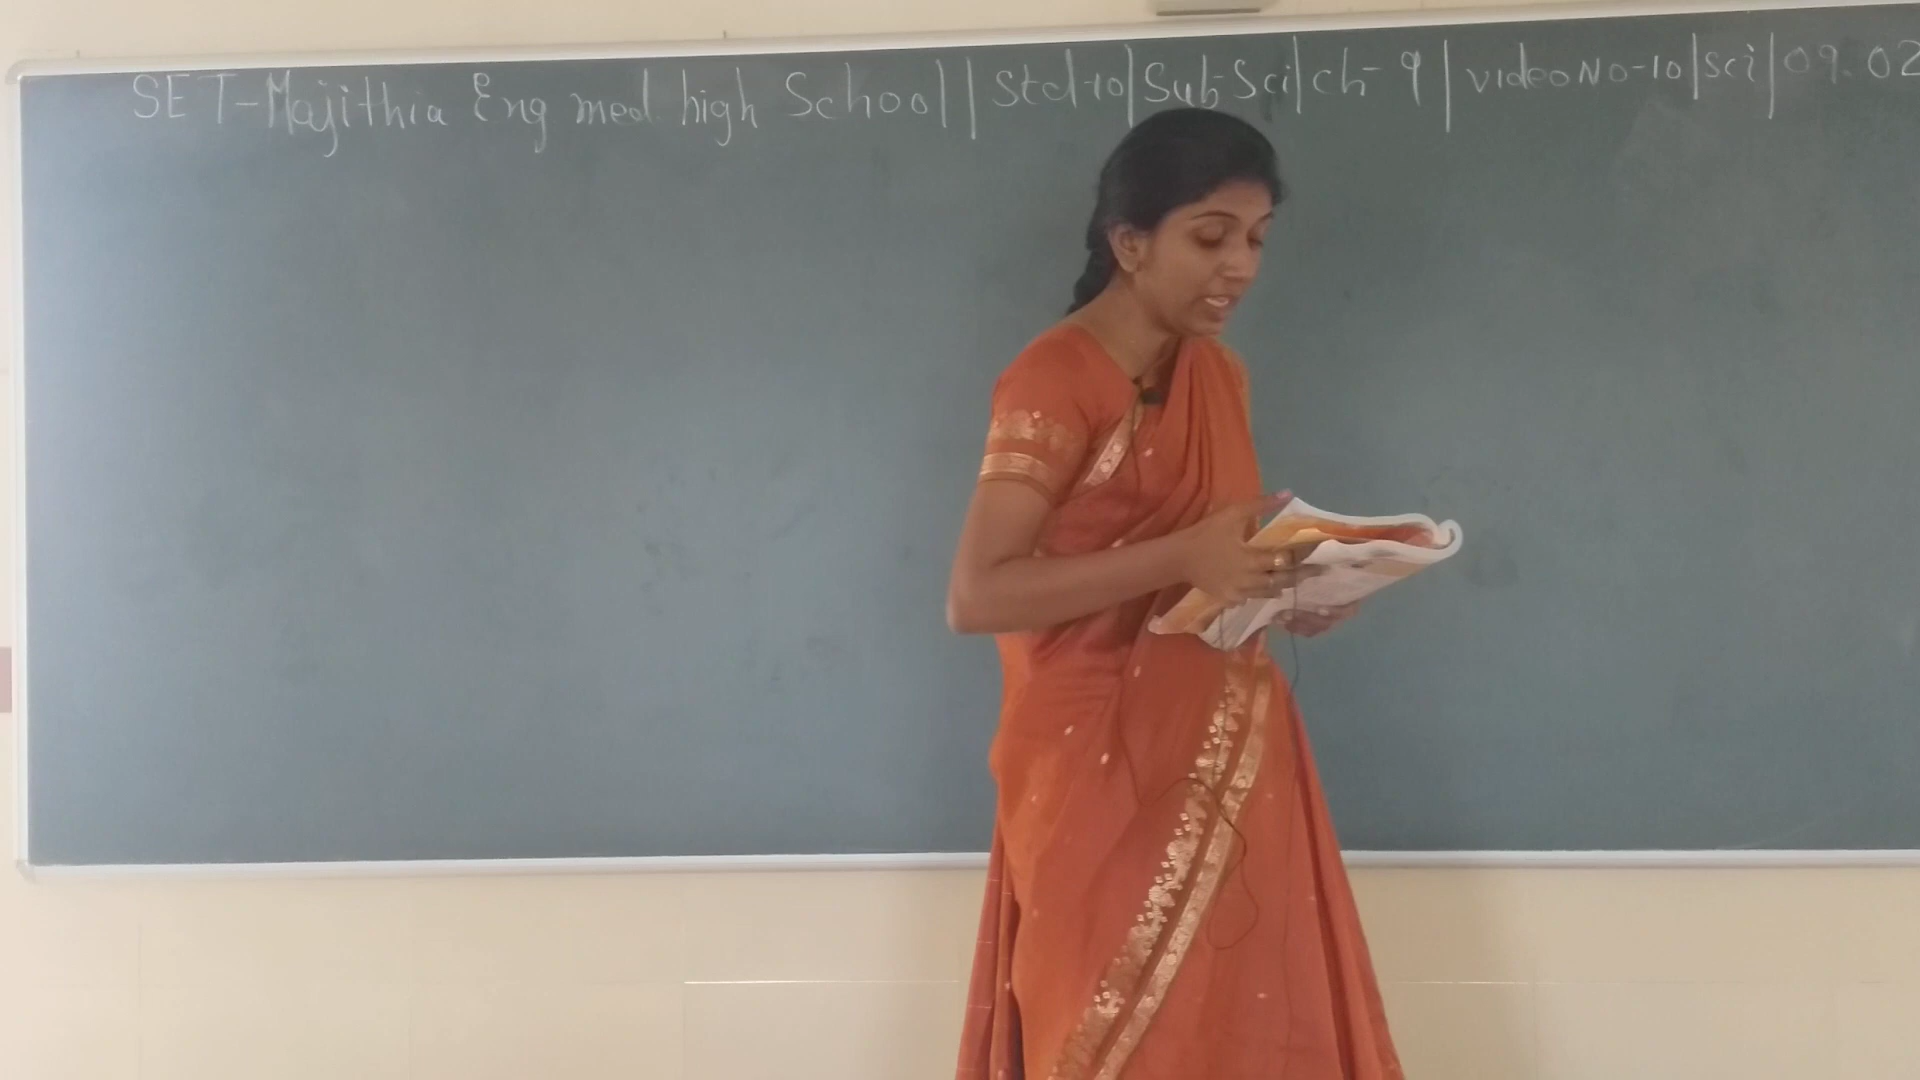 SET-Majithia Eng med. high School || Std-10 | Sub-Sci | ch-9 | video No-10 | sci | 09.02